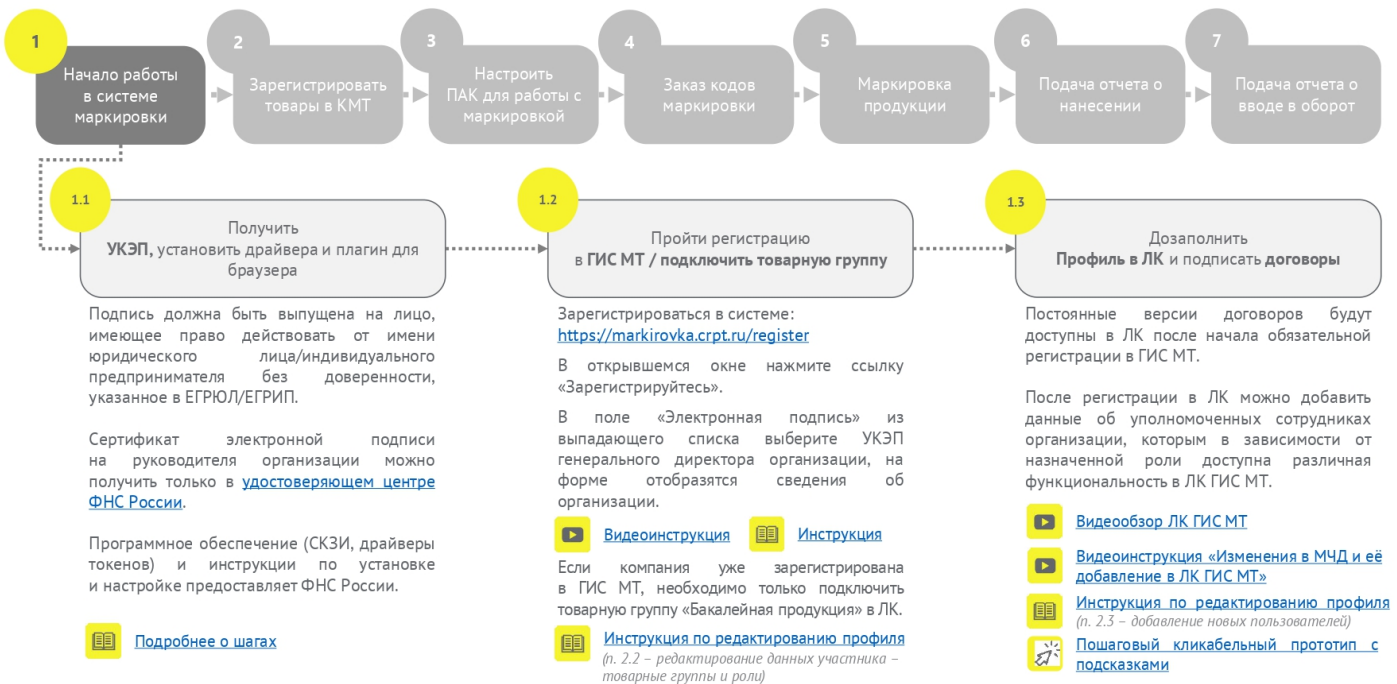 1
Начало работы
в системе
маркировки
2
Зарегистрировать
товары в КМТ
3
Настроить
ПАК для работы с
маркировкой
4
Заказ кодов
маркировки
5
Маркировка
продукции
6
Подача отчета о
нанесении
7
Подача отчета о
вводе в оборот
1.1
Получить
УКЭП, установить драйвера и плагин для
браузера
Подпись должна быть выпущена на лицо,
имеющее право действовать от имени
юридического лица/индивидуального
предпринимателя без доверенности,
указанное в ЕГРЮЛ/ЕГРИП.
Сертификат электронной подписи
на руководителя организации можно
получить только в удостоверяющем центре
ФНС России.
Программное обеспечение (СКЗИ, драйверы
токенов) и инструкции по установке
и настройке предоставляет ФНС России.
Подробнее о шагах
1.2
Пройти регистрацию
в ГИС МТ / подключить товарную группу
Зарегистрироваться в системе:
https://markirovka.crpt.ru/register
В открывшемся окне нажмите ссылку
«Зарегистрируйтесь».
В поле «Электронная подпись» из
выпадающего списка выберите УКЭП
генерального директора организации, на
форме отобразятся сведения об
организации.
Видеоинструкция
Инструкция
Если компания уже зарегистрирована
в ГИС МТ, необходимо только подключить
товарную группу «Бакалейная продукция» в ЛК.
Инструкция по редактированию профиля
(п. 2.2 – редактирование данных участника –
товарные группы и роли)
1.3
Дозаполнить
Профиль в ЛК и подписать договоры
Постоянные версии договоров будут
доступны в ЛК после начала обязательной
регистрации в ГИС МТ.
После регистрации в ЛК можно добавить
данные об уполномоченных сотрудниках
организации, которым в зависимости от
назначенной роли доступна различная
функциональность в ЛК ГИС МТ.
Видеообзор ЛК ГИС МТ
Видеоинструкция «Изменения в МЧД и её
добавление в ЛК ГИС МТ»
Инструкция по редактированию профиля
(п. 2.3 – добавление новых пользователей)
Пошаговый кликабельный прототип с
подсказками